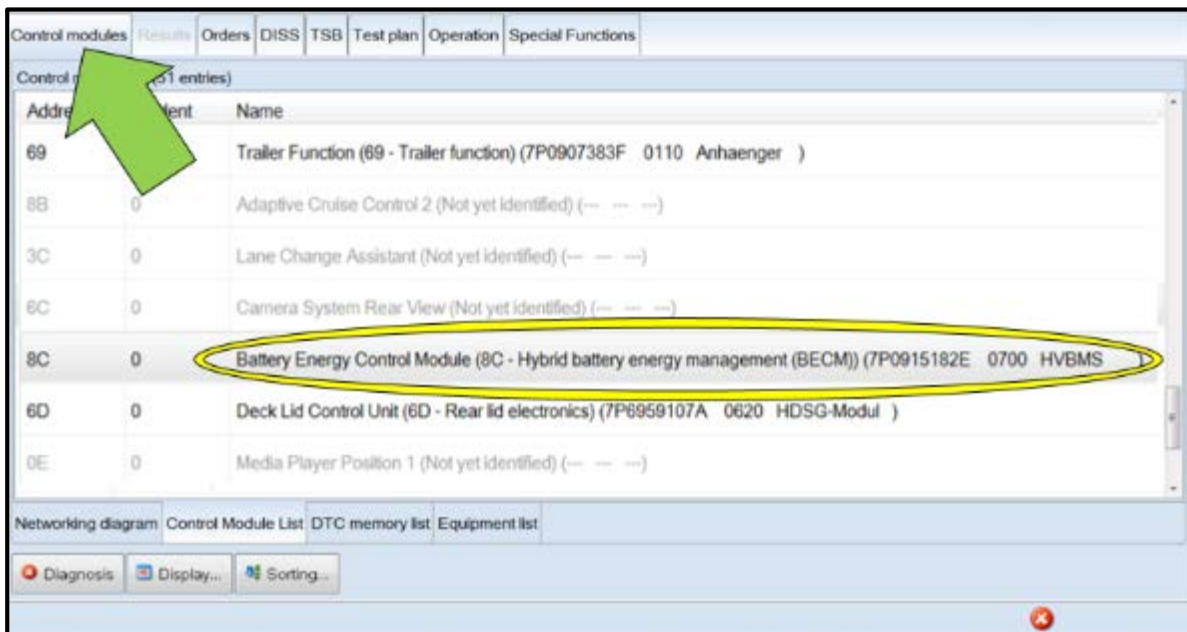 Control modules Results Orders DISS TSB Test plan Operation Special Functions
Control (51 entries)
Name
69 Trailer Function (69 - Trailer function) (7P0907383F 0110 Anhaenger )
8B 0 Adaptive Cruise Control 2 (Not yet identified) (--- --- ---)
3C 0 Lane Change Assistant (Not yet identified) (--- --- ---)
6C 0 Camera System Rear View (Not yet identified) (--- --- ---)
8C 0 Battery Energy Control Module (8C - Hybrid battery energy management (BECM)) (7P0915182E 0700 HVBMS )
6D 0 Deck Lid Control Unit (6D - Rear lid electronics) (7P6959107A 0620 HDSG-Modul )
0E 0 Media Player Position 1 (Not yet identified) (--- --- ---)
Networking diagram Control Module List DTC memory list Equipment list
Diagnosis Display... Sorting...